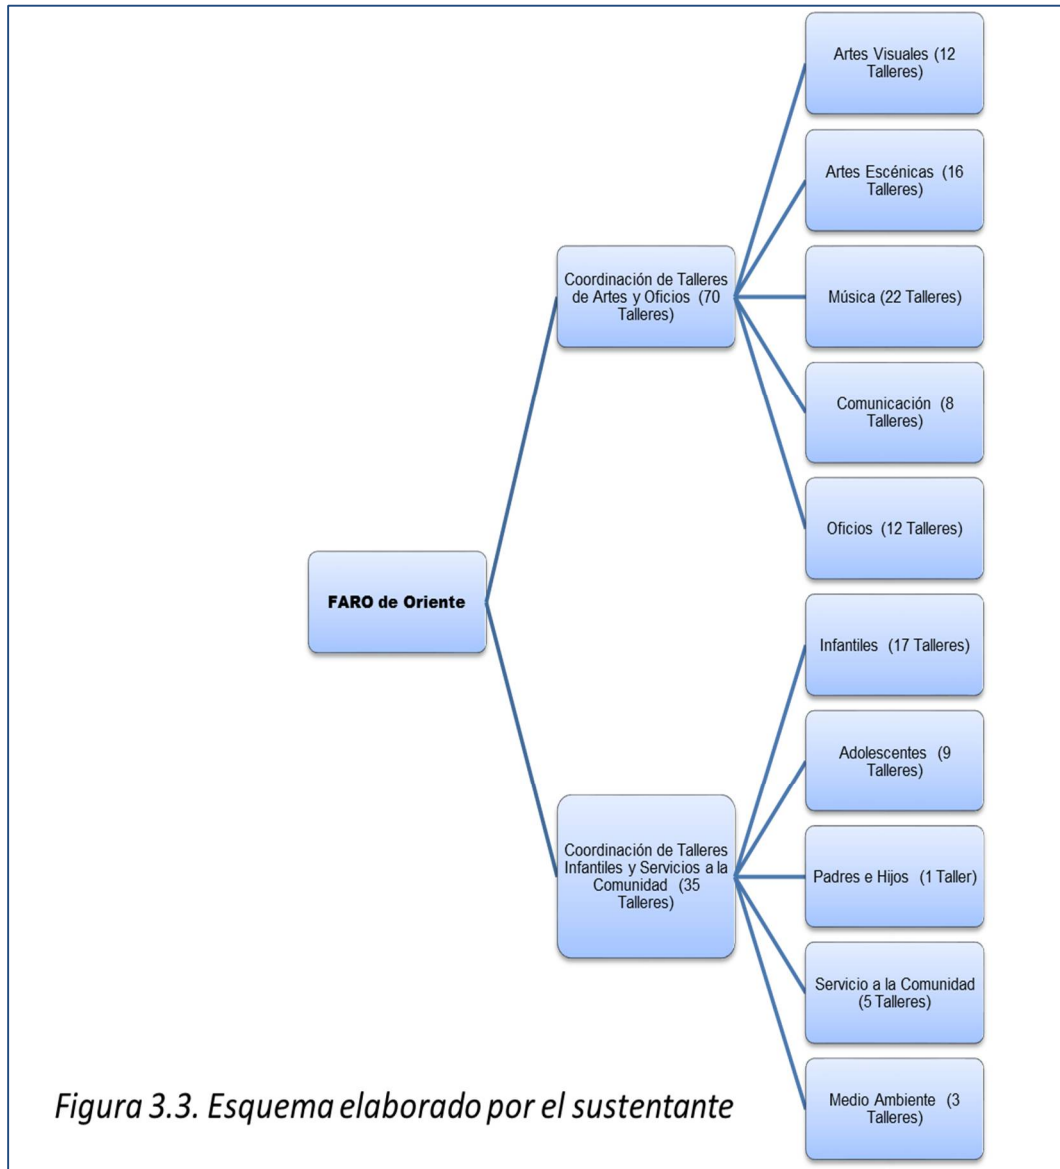 Artes Visuales (12
Talleres)
Artes Escénicas (16
Talleres)
Coordinación de Talleres
de Artes y Oficios (70
Talleres)
Música (22 Talleres)
Comunicación (8
Talleres)
Oficios (12 Talleres)
FARO de Oriente
Infantiles (17 Talleres)
Adolescentes (9
Talleres)
Coordinación de Talleres
Infantiles y Servicios a la
Comunidad (35
Talleres)
Padres e Hijos (1 Taller)
Servicio a la Comunidad
(5 Talleres)
Medio Ambiente (3
Talleres)
Figura 3.3. Esquema elaborado por el sustentante